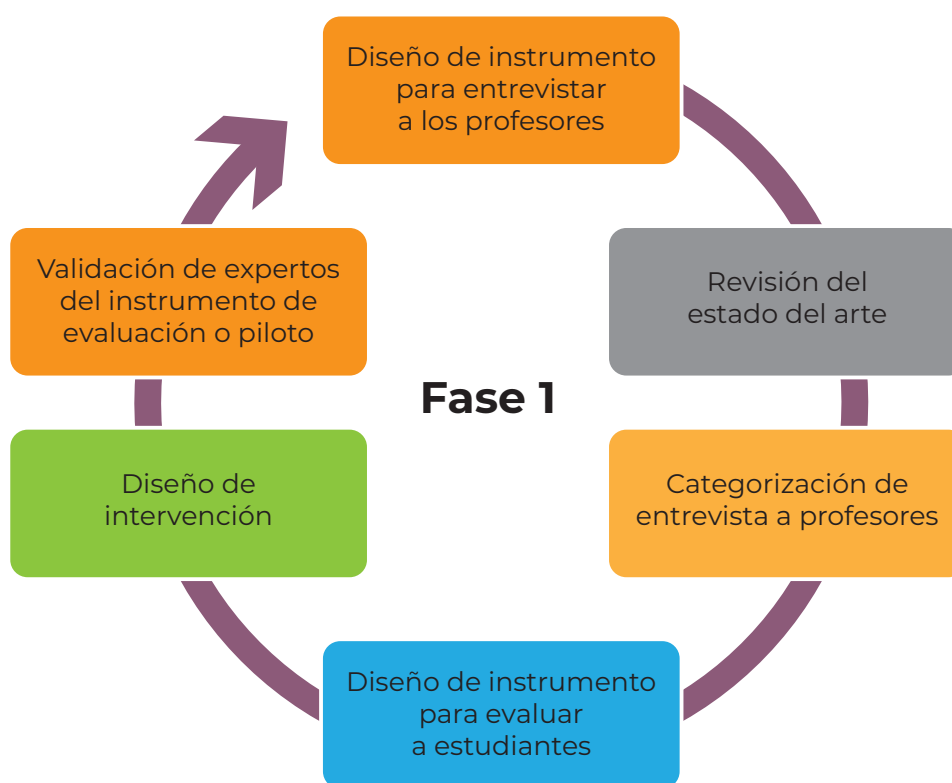 Diseño de instrumento
para entrevistar
a los profesores
Revisión del
estado del arte
Categorización de
entrevista a profesores
Diseño de instrumento
para evaluar
a estudiantes
Diseño de
intervención
Validación de expertos
del instrumento de
evaluación o piloto
Fase 1